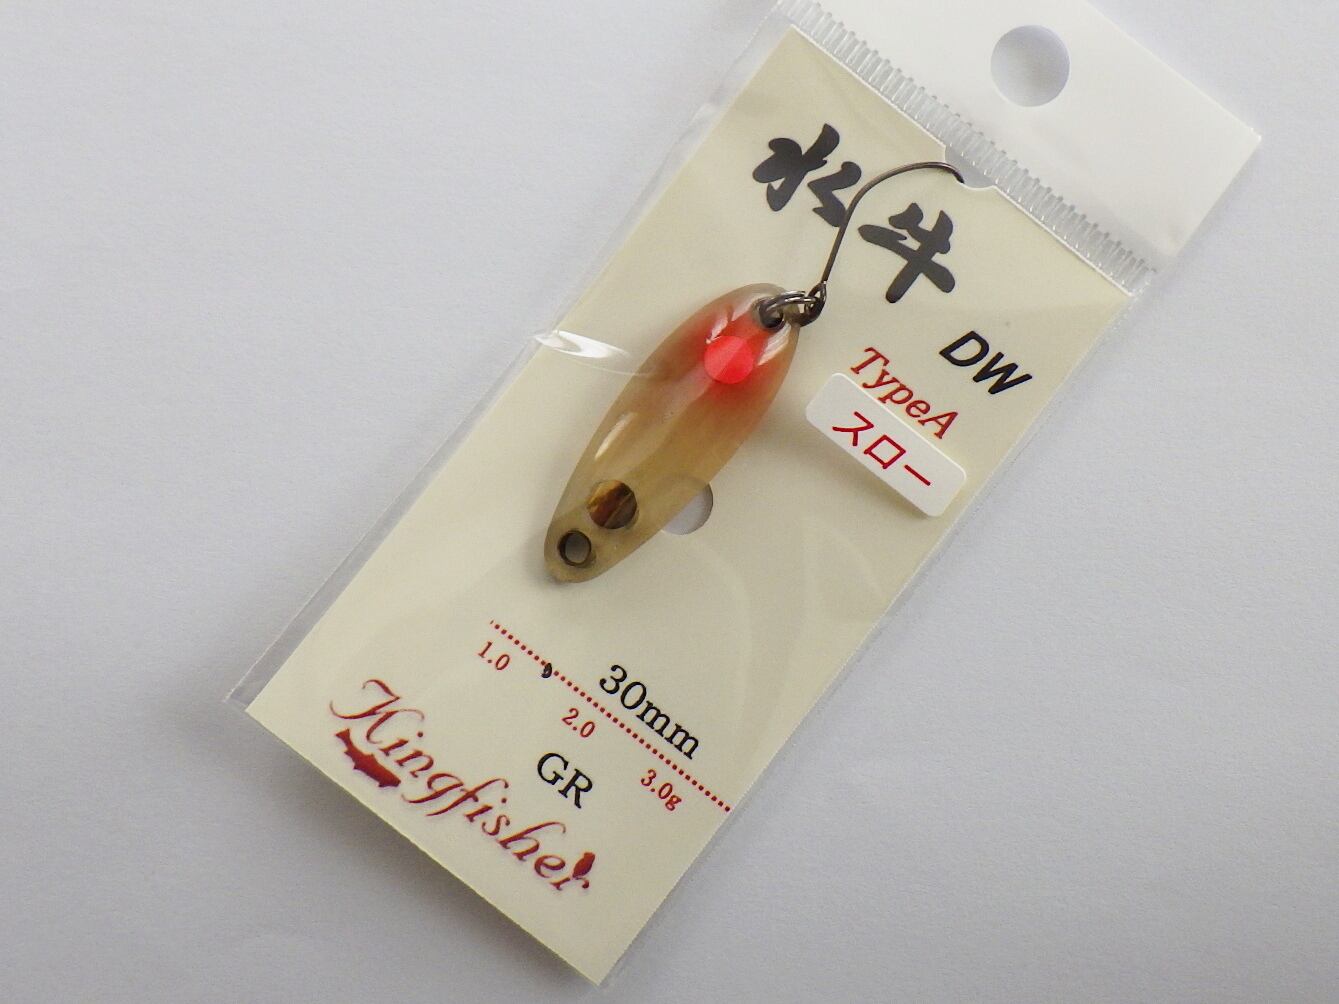 水牛
DW
TypeA
スロー
30mm
1.0 2.0 3.0g
GR
Kingfisher